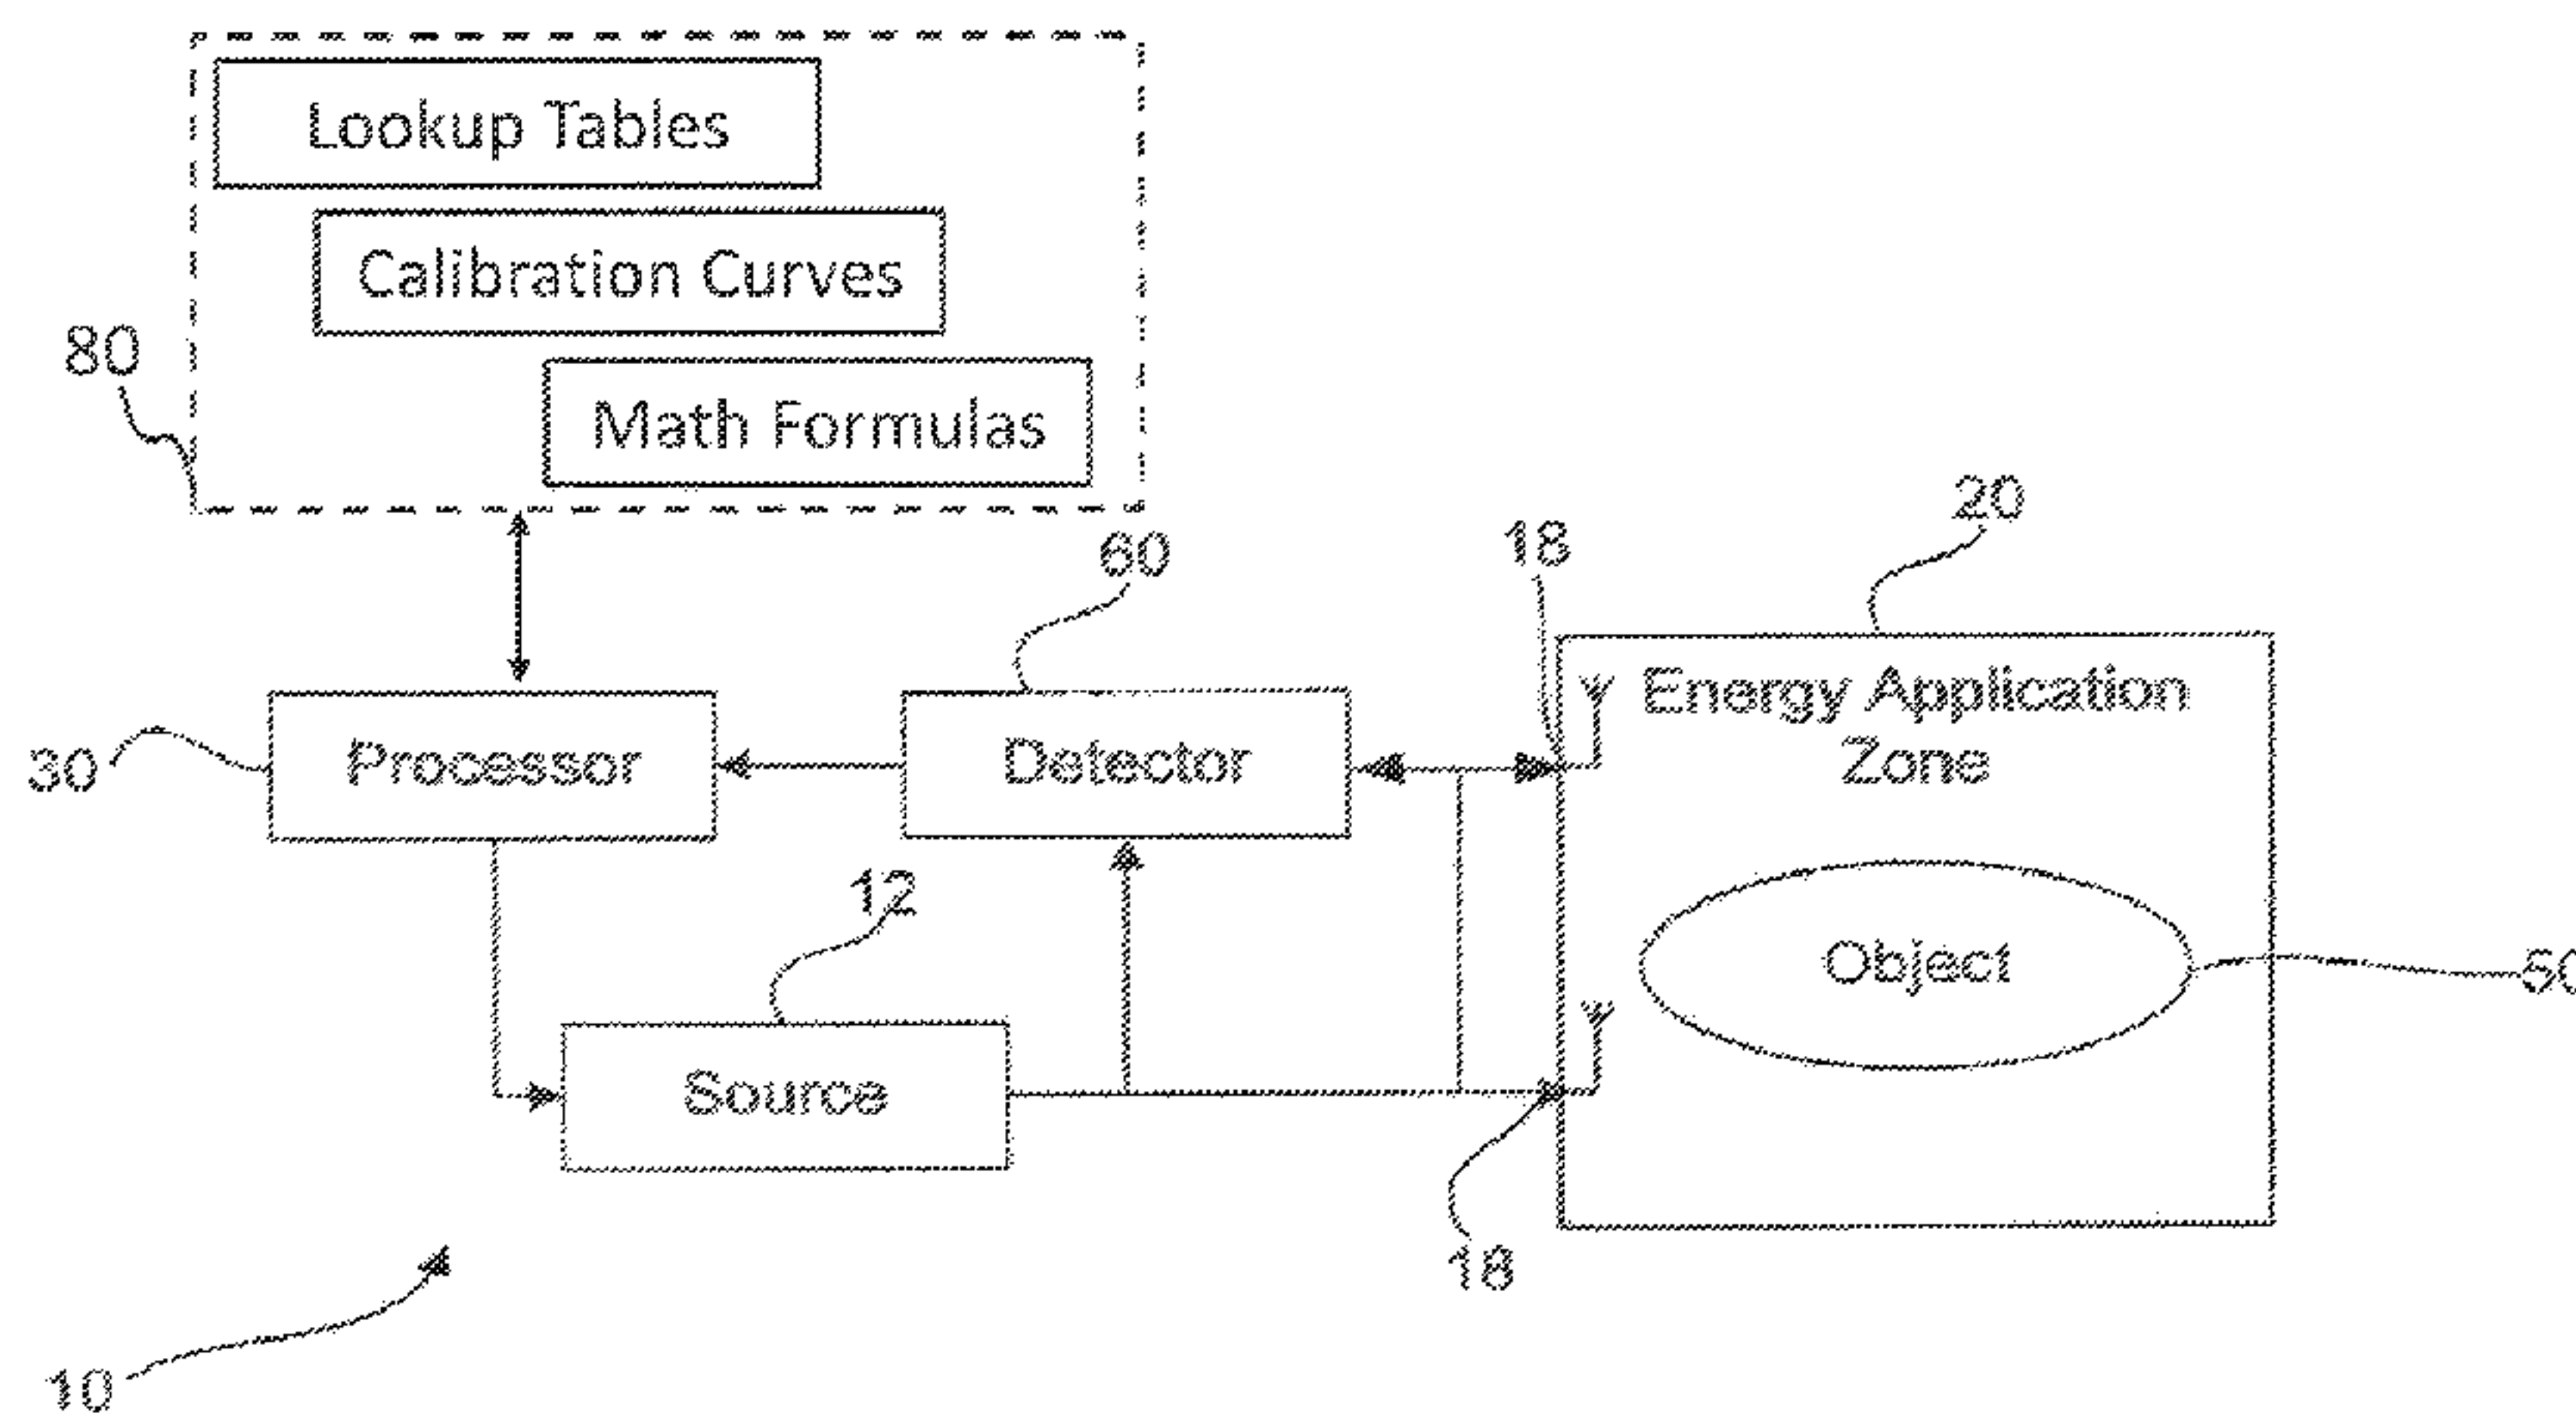 Lookup Tables
Calibration Curves
80
Math Formulas
20
18
60
Energy Application
Zone
30
Processor
Detector
12
Object
50
Source
18
10